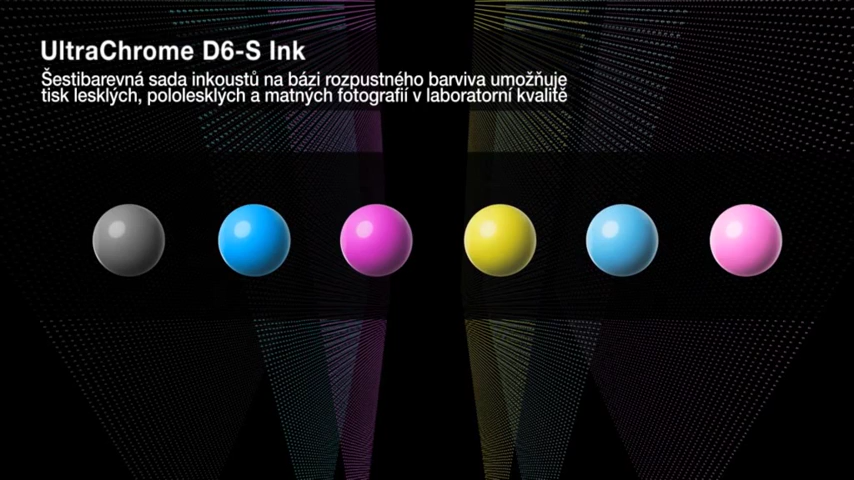 UltraChrome D6-S Ink
Šestibarevná sada inkoustů na bázi rozpustného barviva umožňuje
tisk lesklých, pololesklých a matných fotografií v laboratorní kvalitě